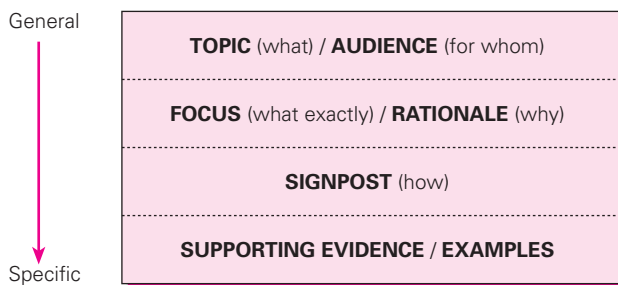 General
TOPIC (what) / AUDIENCE (for whom)
FOCUS (what exactly) / RATIONALE (why)
SIGNPOST (how)
SUPPORTING EVIDENCE / EXAMPLES
Specific